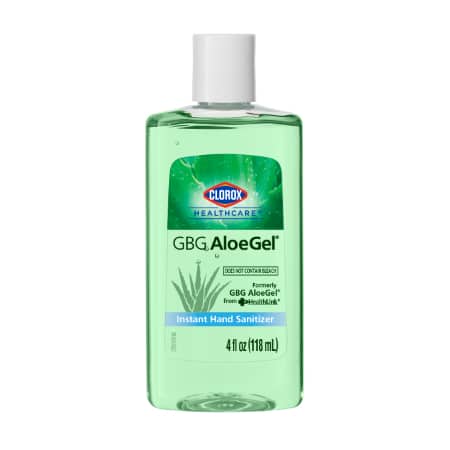 CLOROX
HEALTHCARE®
GBG AloeGel®
DOES NOT CONTAIN BLEACH
Formerly
GBG AloeGel®
from HealthLink®
Instant Hand Sanitizer
4 fl oz (118 mL)